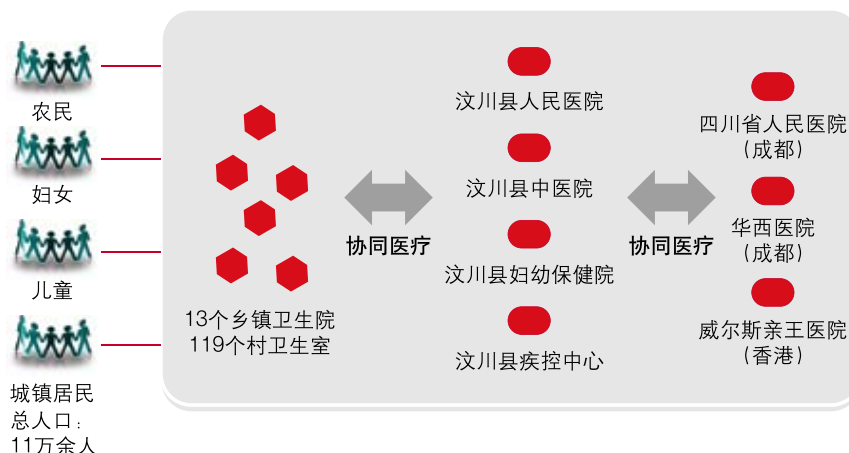 农民
妇女
儿童
城镇居民
总人口：
11万余人
13个乡镇卫生院
119个村卫生室
协同医疗
汶川县人民医院
汶川县中医院
汶川县妇幼保健院
汶川县疾控中心
协同医疗
四川省人民医院
（成都）
华西医院
（成都）
威尔斯亲王医院
（香港）